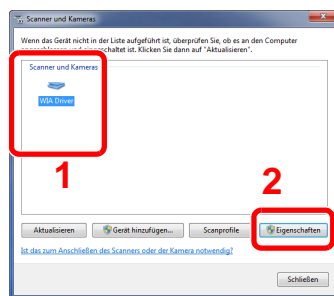 Scanner und Kameras
Wenn das Gerät nicht in der Liste aufgeführt ist, überprüfen Sie, ob es an den Computer
angeschlossen und eingeschaltet ist. Klicken Sie dann auf "Aktualisieren".
Scanner und Kameras
WIA Driver
1
2
Aktualisieren
Gerät hinzufügen...
Scanprofile
Eigenschaften
Ist das zum Anschließen des Scanners oder der Kamera notwendig?
Schließen